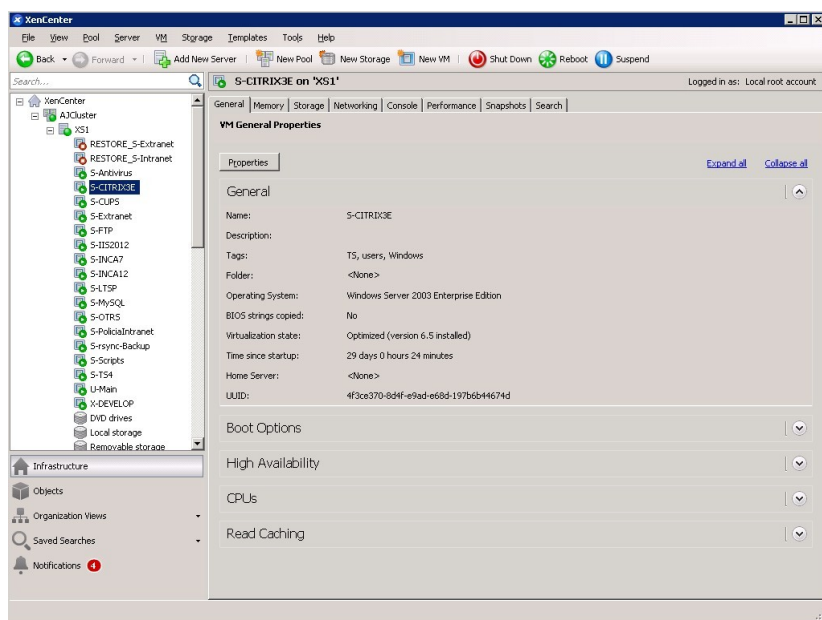 XenCenter
File View Pool Server VM Storage Templates Tools Help
Back Forward Add New Server New Pool New Storage New VM Shut Down Reboot Suspend
Search...
S-CITRIX3E on 'XS1'
Logged in as: Local root account
XenCenter
AJCluster
XS1
RESTORE_S-Extranet
RESTORE_S-Intranet
S-Antivirus
S-CITRIX3E
S-CUPS
S-Extranet
S-FTP
S-IIS2012
S-INCA7
S-INCA12
S-LTSP
S-MySQL
S-OTRS
S-PoliciaIntranet
S-rsync-Backup
S-Scripts
S-TS4
U-Main
X-DEVELOP
DVD drives
Local storage
Removable storage
Infrastructure
Objects
Organization Views
Saved Searches
Notifications 4
General Memory Storage Networking Console Performance Snapshots Search
VM General Properties
Properties
Expand all Collapse all
General
Name: S-CITRIX3E
Description:
Tags: TS, users, Windows
Folder: <None>
Operating System: Windows Server 2003 Enterprise Edition
BIOS strings copied: No
Virtualization state: Optimized (version 6.5 installed)
Time since startup: 29 days 0 hours 24 minutes
Home Server: <None>
UUID: 4f3ce370-8d4f-e9ad-e68d-197b6b44674d
Boot Options
High Availability
CPUs
Read Caching